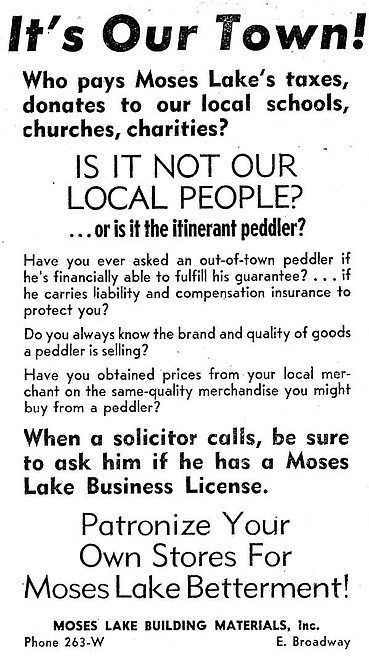 It's Our Town!
Who pays Moses Lake's taxes,
donates to our local schools,
churches, charities?
IS IT NOT OUR
LOCAL PEOPLE?
...or is it the itinerant peddler?
Have you ever asked an out-of-town peddler if
he's financially able to fulfill his guarantee? . . . if
he carries liability and compensation insurance to
protect you?
Do you always know the brand and quality of goods
a peddler is selling?
Have you obtained prices from your local mer-
chant on the same-quality merchandise you might
buy from a peddler?
When a solicitor calls, be sure
to ask him if he has a Moses
Lake Business License.
Patronize Your
Own Stores For
Moses Lake Betterment!
MOSES LAKE BUILDING MATERIALS, Inc.
Phone 263-W E. Broadway